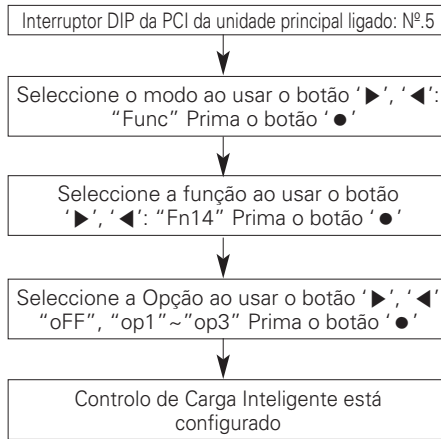 Interruptor DIP da PCI da unidade principal ligado: Nº.5
Seleccione o modo ao usar o botão ‘▶’, ‘◀’:
“Func” Prima o botão ‘●’
Seleccione a função ao usar o botão
‘▶’, ‘◀’: “Fn14” Prima o botão ‘●’
Seleccione a Opção ao usar o botão ‘▶’, ‘◀’
“oFF”, “op1”~”op3” Prima o botão ‘●’
Controlo de Carga Inteligente está
configurado